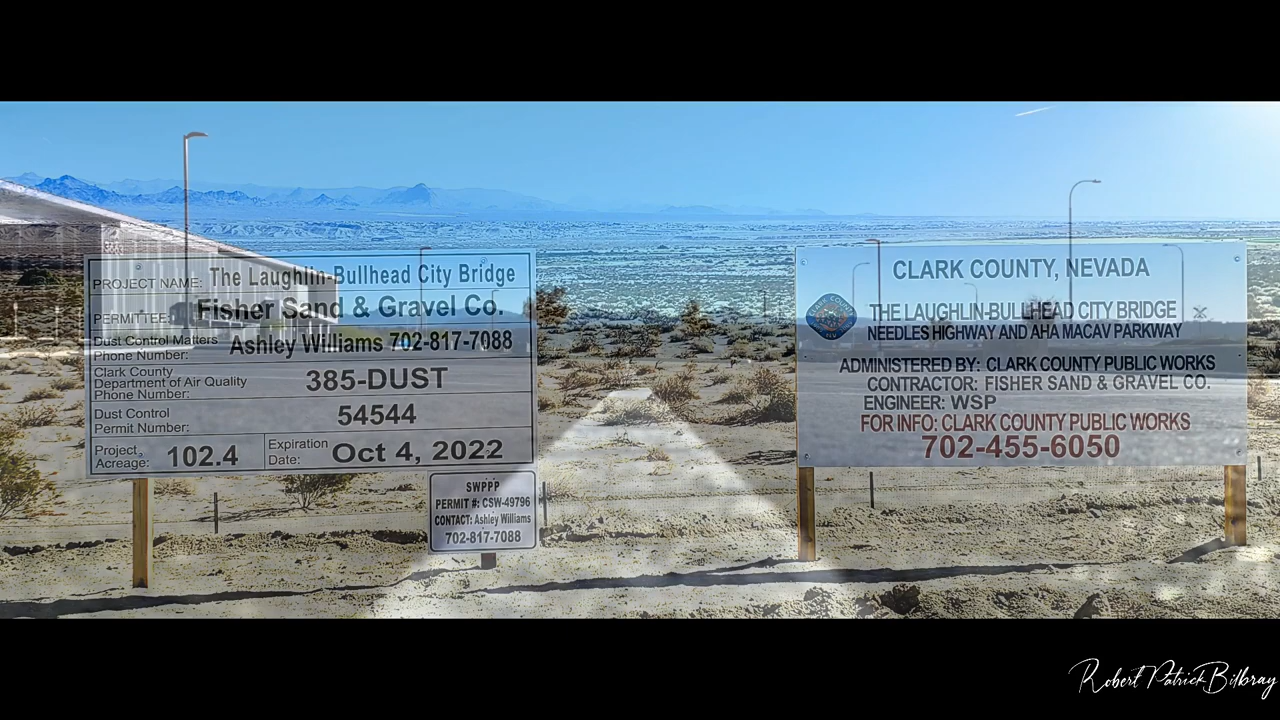 PROJECT NAME: The Laughlin-Bullhead City Bridge
PERMITTEE: Fisher Sand & Gravel Co.
Dust Control Matters
Phone Number: Ashley Williams 702-817-7088
Clark County
Department of Air Quality
Phone Number: 385-DUST
Dust Control
Permit Number: 54544
Project
Acreage: 102.4
Expiration
Date: Oct 4, 2022
SWPPP
PERMIT #: CSW-49796
CONTACT: Ashley Williams
702-817-7088
CLARK COUNTY, NEVADA
THE LAUGHLIN-BULLHEAD CITY BRIDGE
NEEDLES HIGHWAY AND AHA MACAV PARKWAY
ADMINISTERED BY: CLARK COUNTY PUBLIC WORKS
CONTRACTOR: FISHER SAND & GRAVEL CO.
ENGINEER: WSP
FOR INFO: CLARK COUNTY PUBLIC WORKS
702-455-6050
Robert Patrick Bilbray